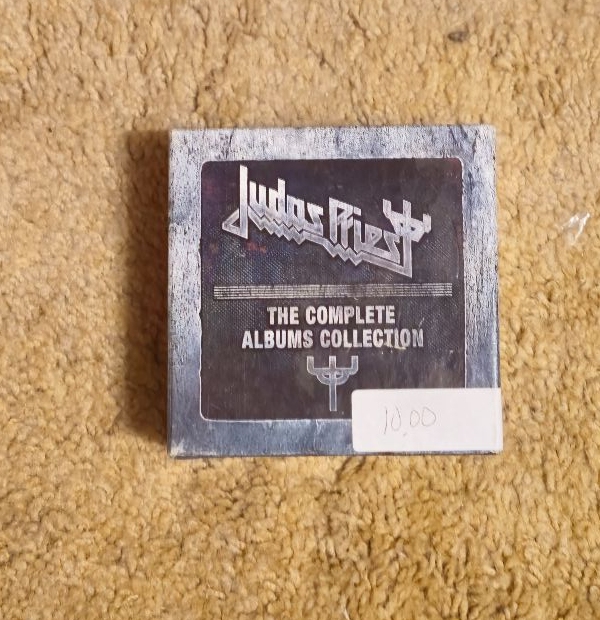 Judas Priest
THE COMPLETE
ALBUMS COLLECTION
10.00